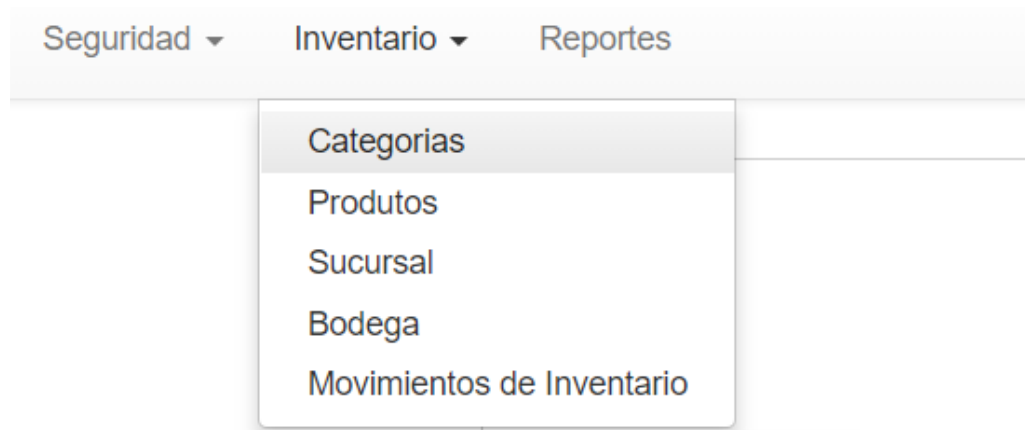 Seguridad Inventario Reportes
Categorias
Produtos
Sucursal
Bodega
Movimientos de Inventario